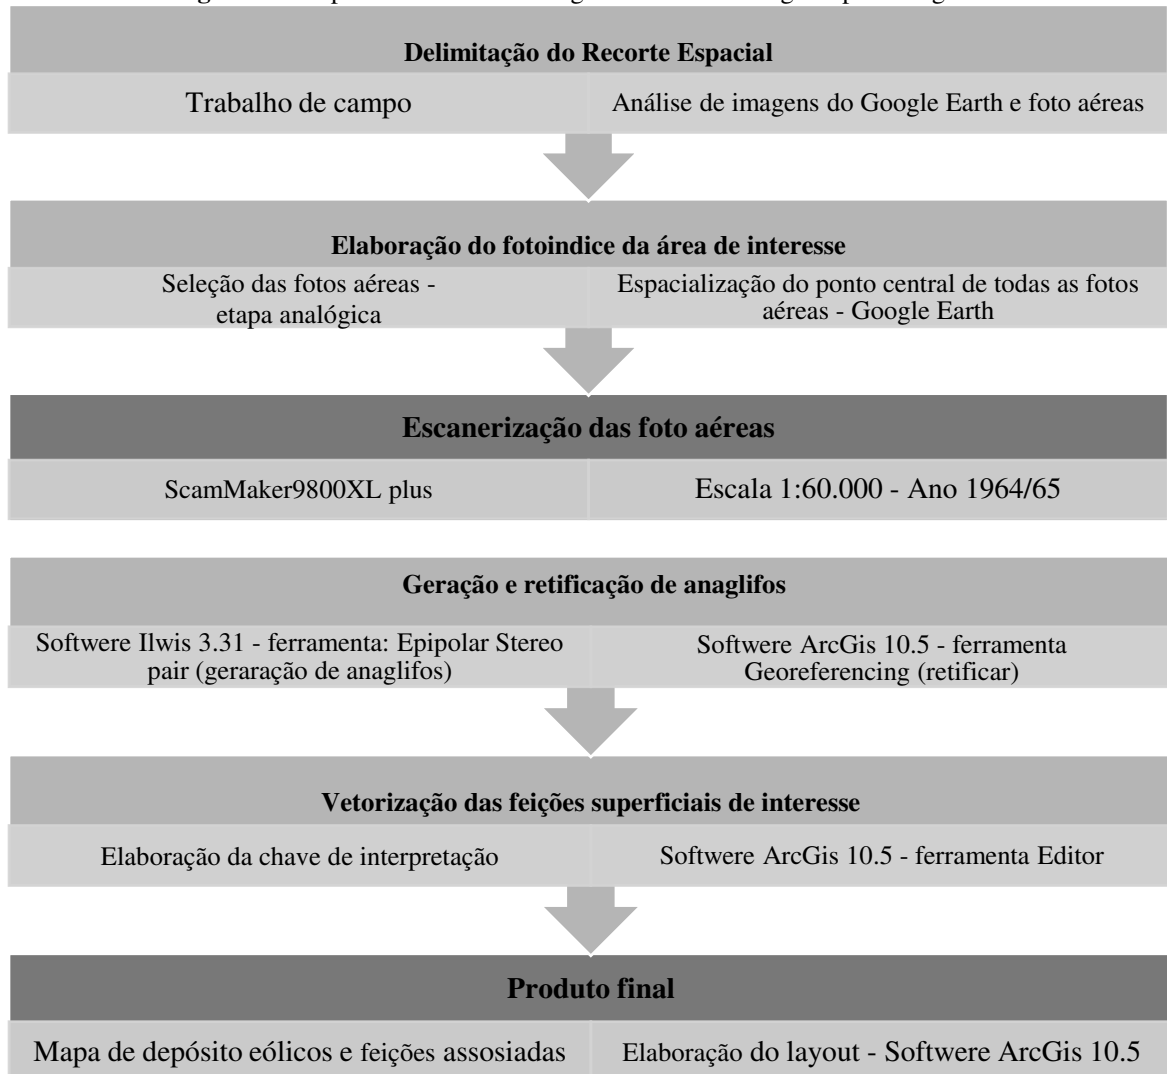 Delimitação do Recorte Espacial
Trabalho de campo
Análise de imagens do Google Earth e foto aéreas
Elaboração do fotoindice da área de interesse
Seleção das fotos aéreas -
etapa analógica
Espacialização do ponto central de todas as fotos
aéreas - Google Earth
Escanerização das foto aéreas
ScamMaker9800XL plus
Escala 1:60.000 - Ano 1964/65
Geração e retificação de anaglifos
Softwere Ilwis 3.31 - ferramenta: Epipolar Stereo
pair (geraração de anaglifos)
Softwere ArcGis 10.5 - ferramenta
Georeferencing (retificar)
Vetorização das feições superficiais de interesse
Elaboração da chave de interpretação
Softwere ArcGis 10.5 - ferramenta Editor
Produto final
Mapa de depósito eólicos e feições assosiadas
Elaboração do layout - Softwere ArcGis 10.5